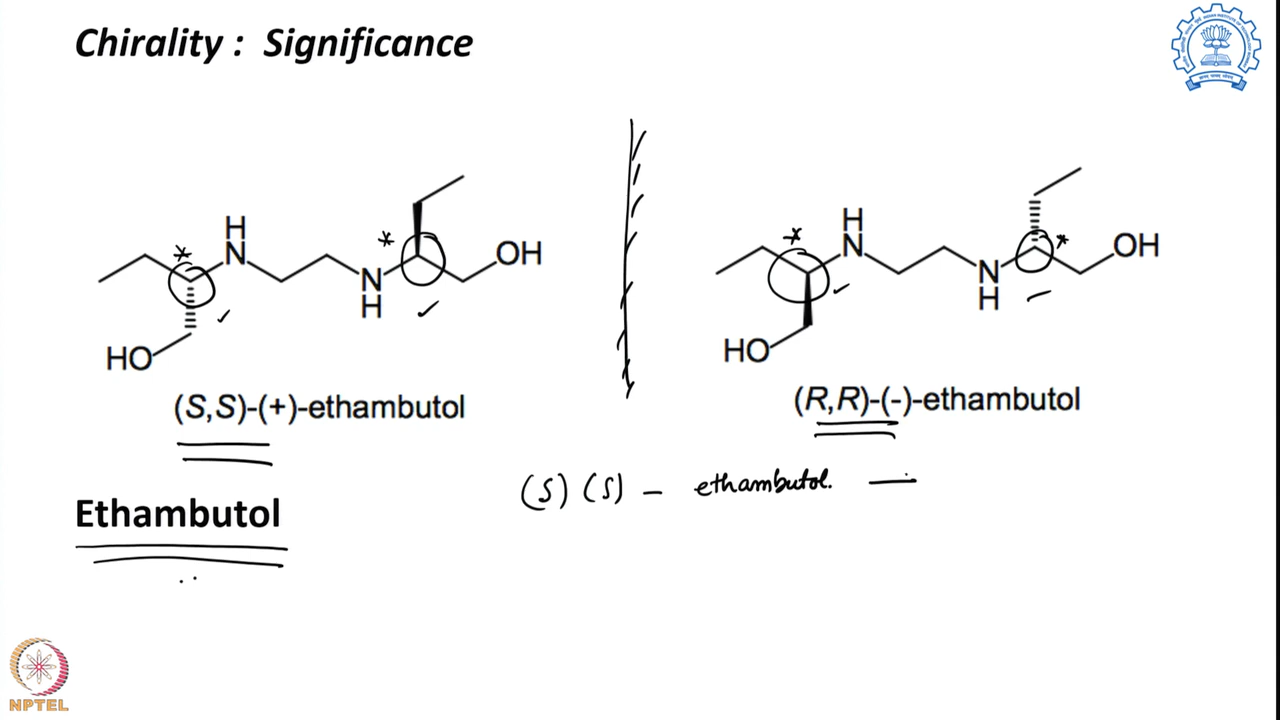 Chirality : Significance
H
N
N
H
OH
HO
(S,S)-(+)-ethambutol
H
N
N
H
OH
HO
(R,R)-(-)-ethambutol
(S) (S) - ethambutol.
Ethambutol
NPTEL